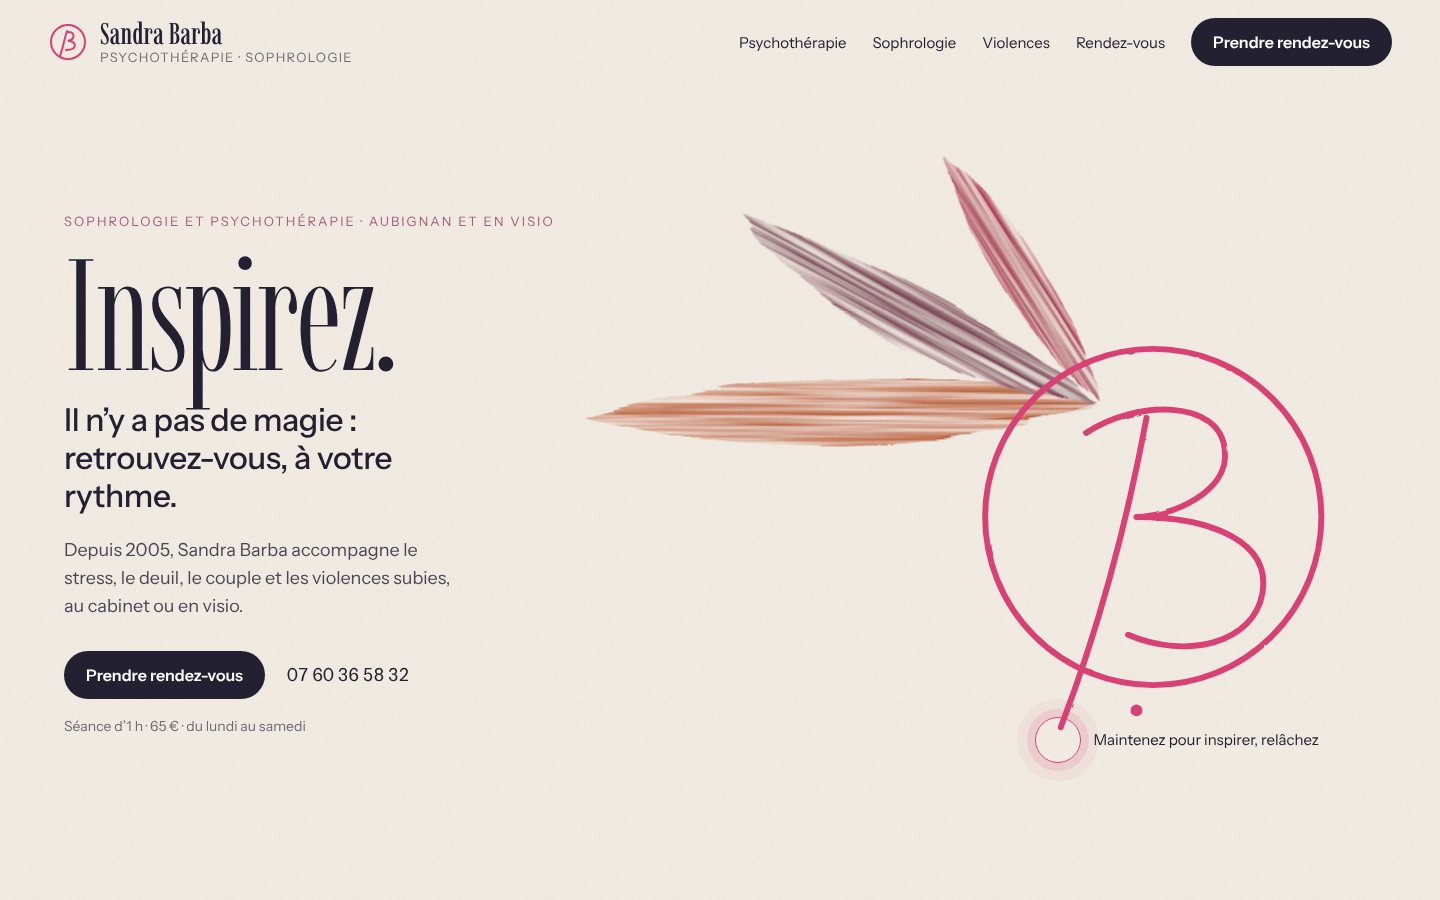 Sandra Barba
PSYCHOTHÉRAPIE · SOPHROLOGIE
Psychothérapie
Sophrologie
Violences
Rendez-vous
Prendre rendez-vous
SOPHROLOGIE ET PSYCHOTHÉRAPIE · AUBIGNAN ET EN VISIO
Inspirez.
Il n’y a pas de magie :
retrouvez-vous, à votre
rythme.
Depuis 2005, Sandra Barba accompagne le
stress, le deuil, le couple et les violences subies,
au cabinet ou en visio.
Prendre rendez-vous
07 60 36 58 32
Séance d’1 h · 65 € · du lundi au samedi
B
Maintenez pour inspirer, relâchez